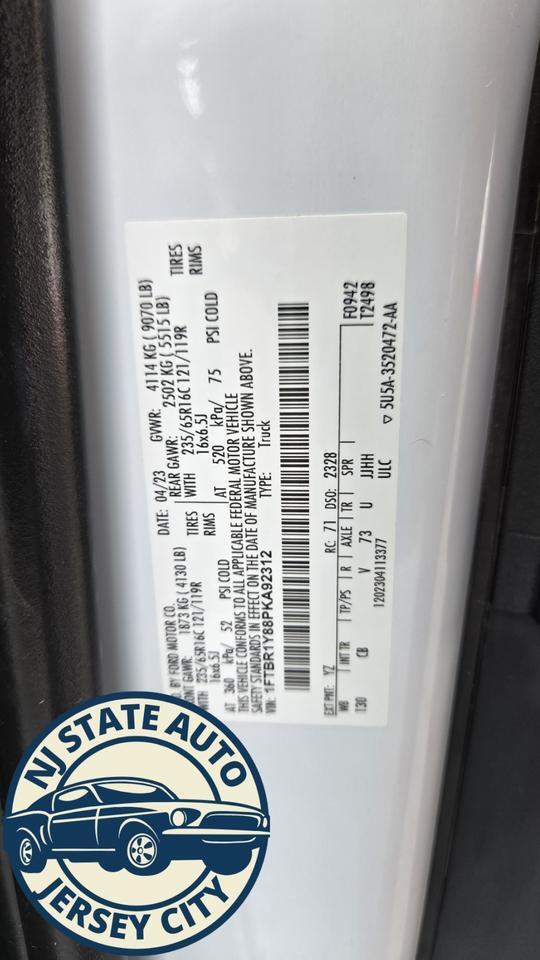 D. BY FORD MOTOR CO.
DATE: 04/23 GVWR: 4114 KG ( 9070 LB)
ONT GAWR: 1873 KG ( 4130 LB)
REAR GAWR: 2502 KG ( 5515 LB)
WITH 235/65R16C 121/119R TIRES
WITH 235/65R16C 121/119R TIRES
16x6.5J RIMS
16x6.5J RIMS
AT 360 kPa/ 52 PSI COLD
AT 520 kPa/ 75 PSI COLD
THIS VEHICLE CONFORMS TO ALL APPLICABLE FEDERAL MOTOR VEHICLE
SAFETY STANDARDS IN EFFECT ON THE DATE OF MANUFACTURE SHOWN ABOVE.
VIN: 1FTBR1Y88PKA92312 TYPE: Truck
EXT PNT: YZ RC: 71 DSO: 2328 F0942
WB INT TR TP/PS R AXLE TR SPR T2498
130 CB V 73 U JJHH
ULC
1202304113377 ▽ 5U5A-3520472-AA
NJ STATE AUTO
JERSEY CITY